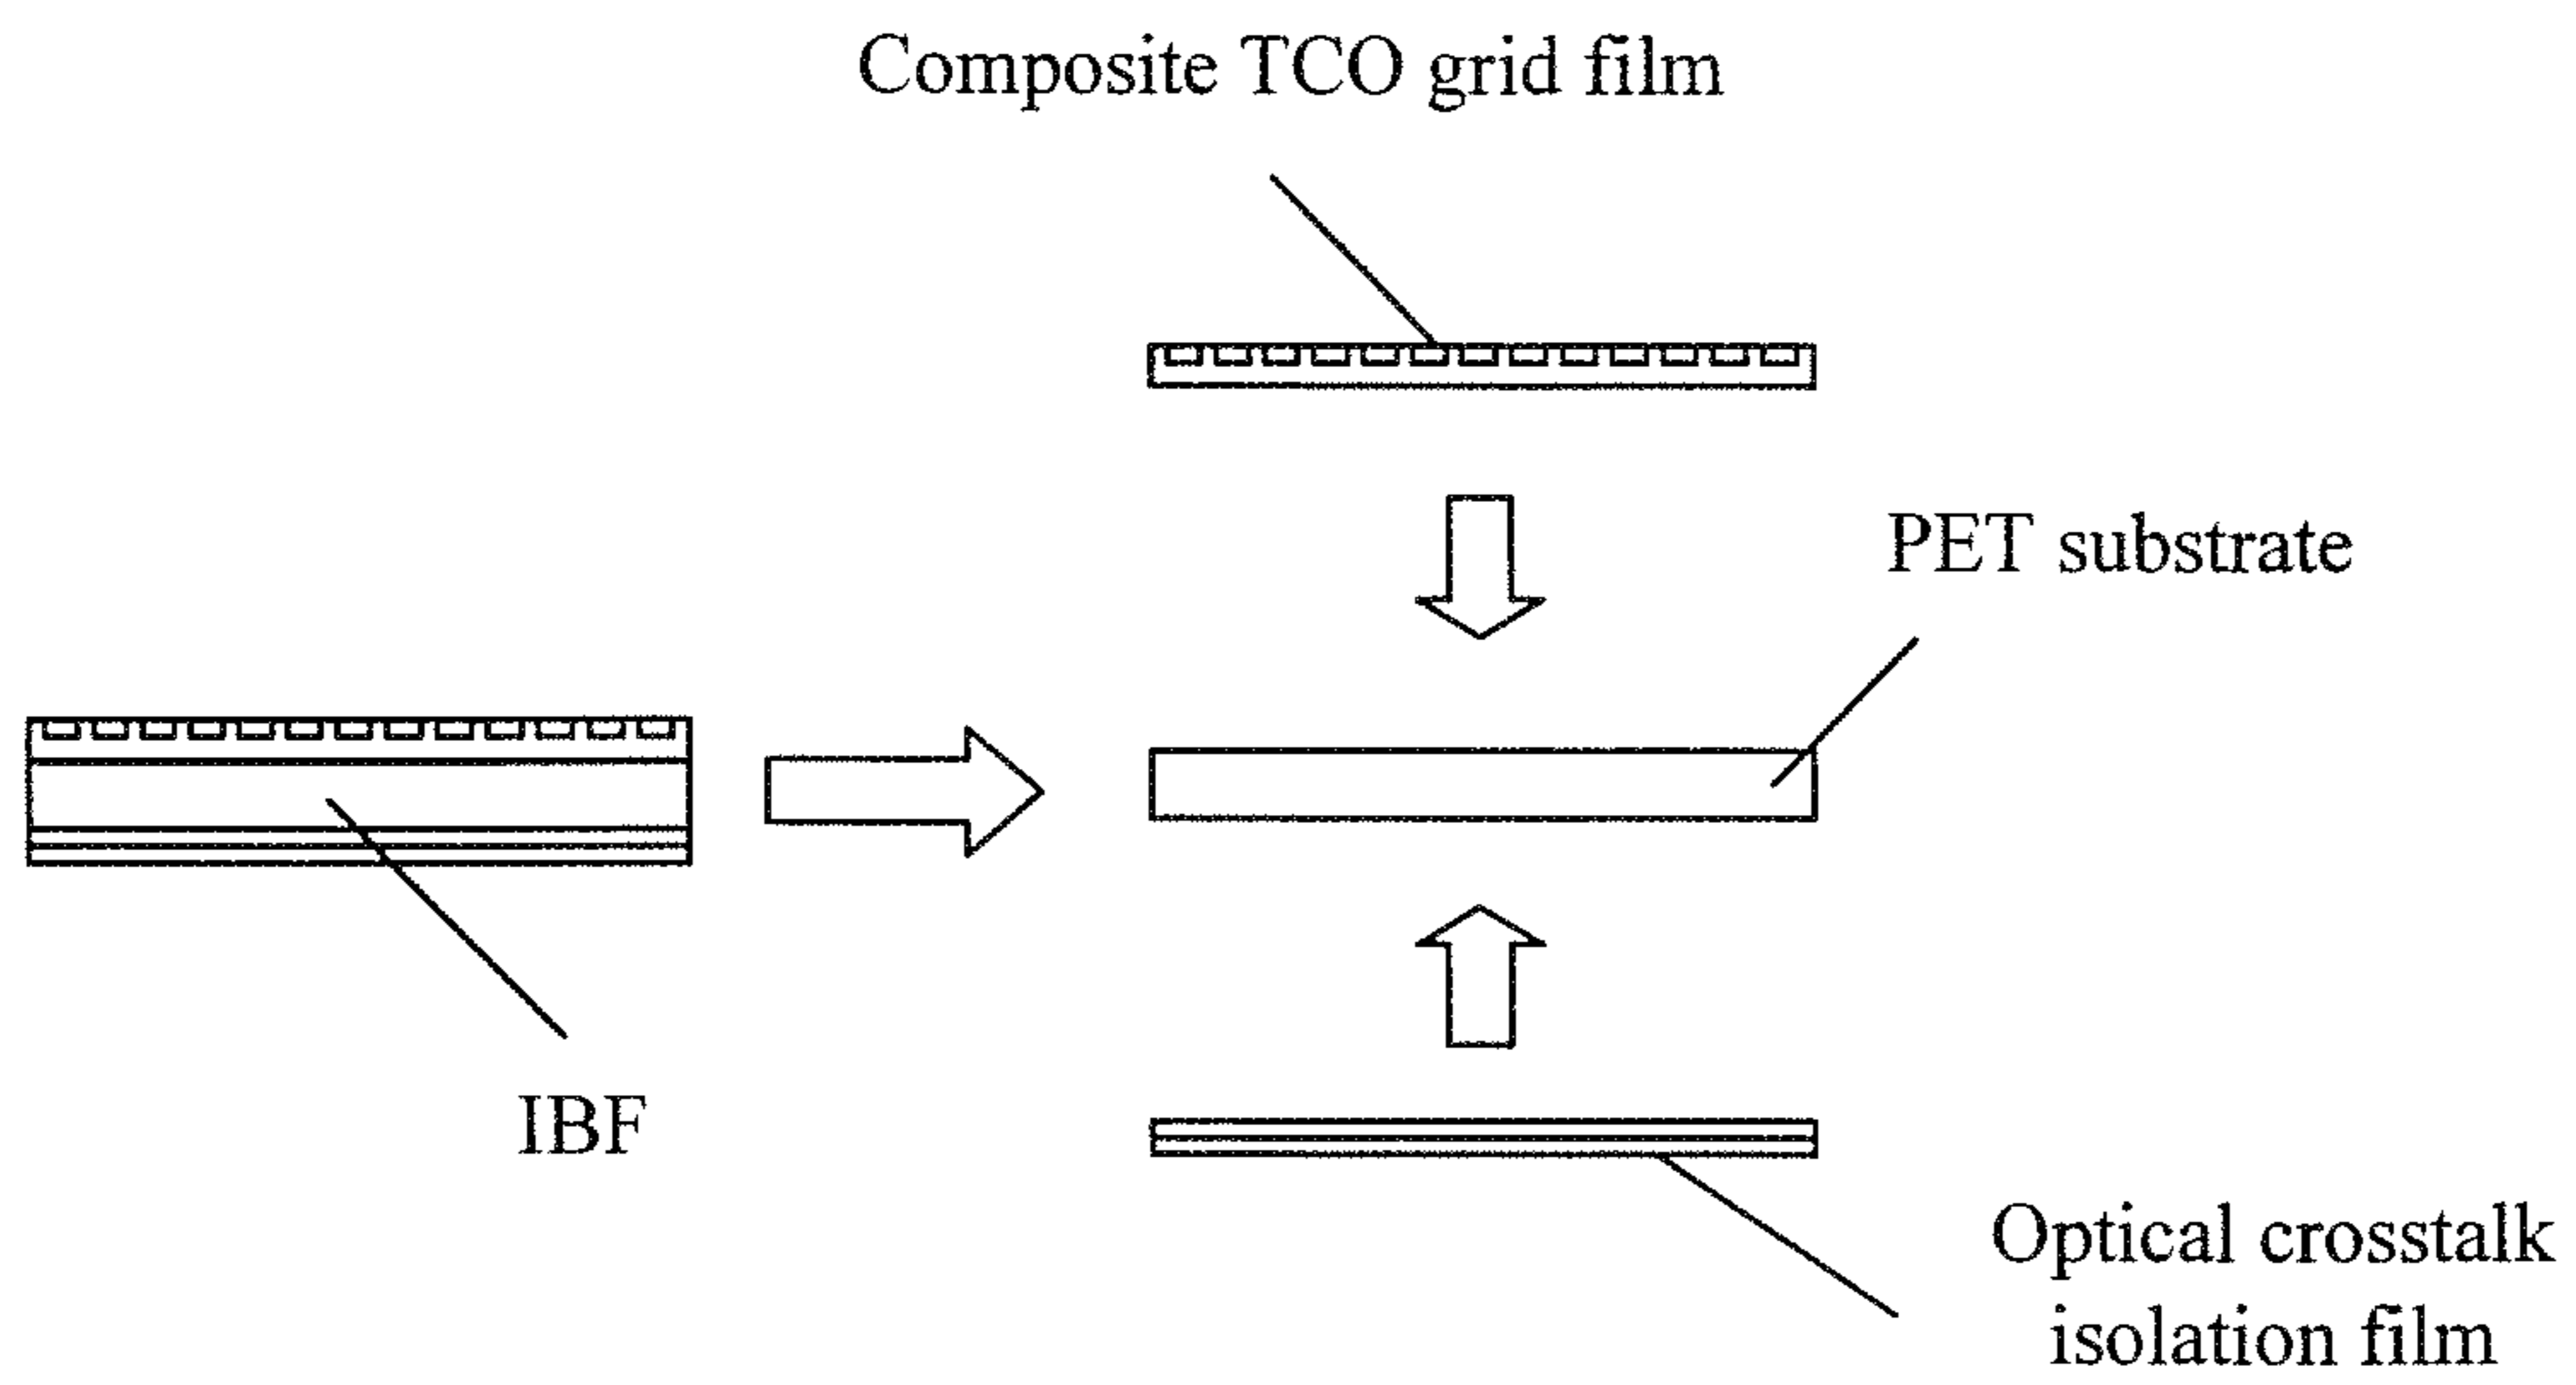 Composite TCO grid film
PET substrate
IBF
Optical crosstalk
isolation film